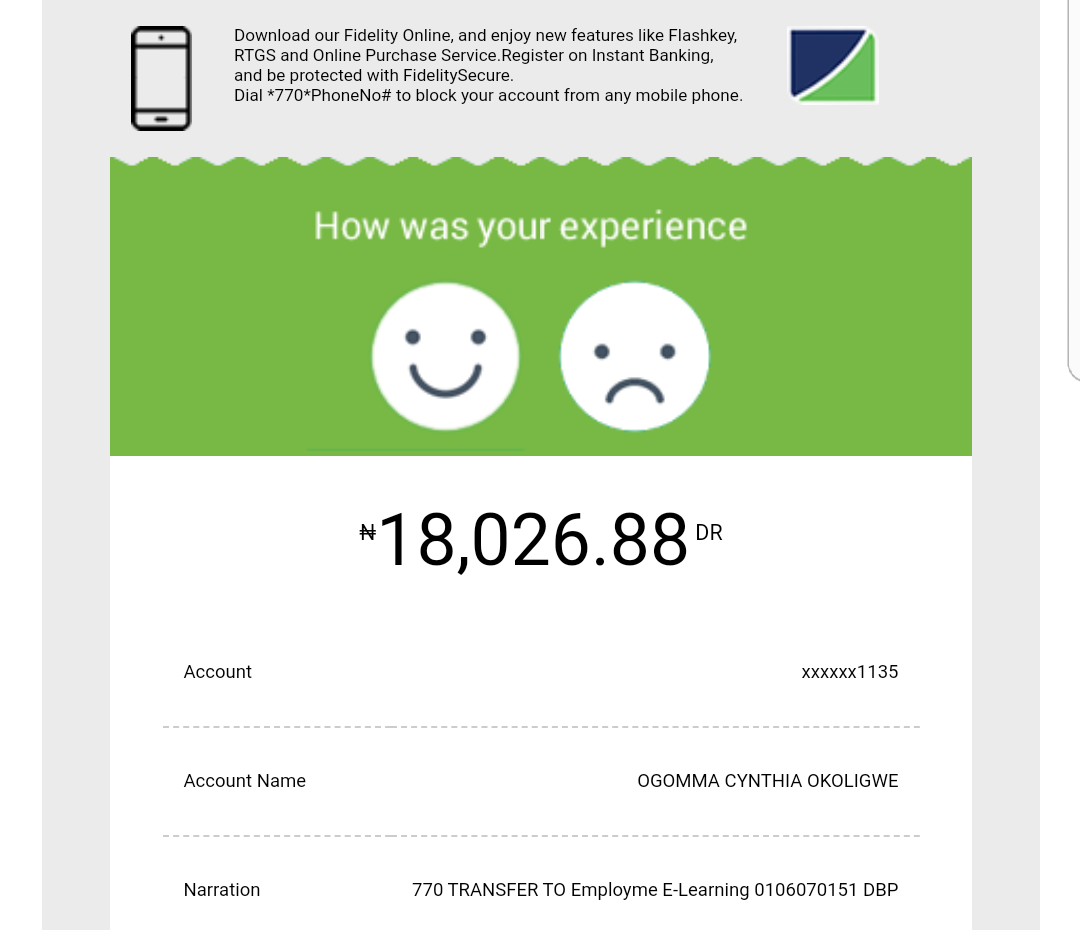 Download our Fidelity Online, and enjoy new features like Flashkey,
RTGS and Online Purchase Service.Register on Instant Banking,
and be protected with FidelitySecure.
Dial *770*PhoneNo# to block your account from any mobile phone.
How was your experience
₦18,026.88 DR
Account xxxxxx1135
Account Name OGOMMA CYNTHIA OKOLIGWE
Narration 770 TRANSFER TO Employme E-Learning 0106070151 DBP